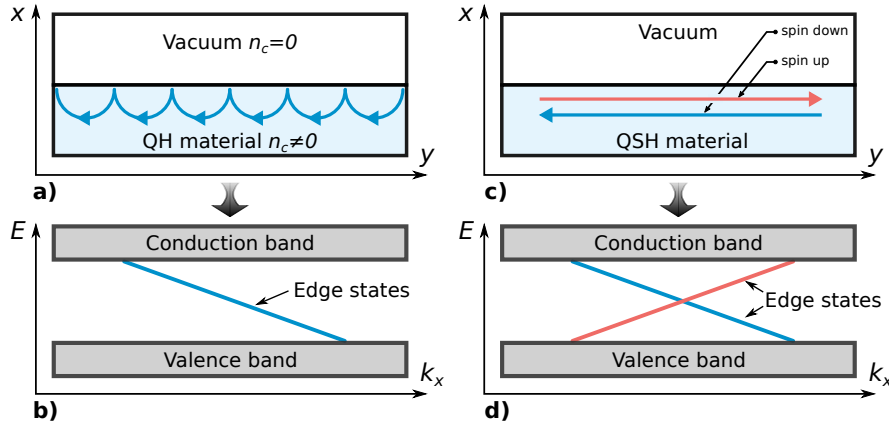 x
Vacuum n_c=0
QH material n_c≠0
y
a)
x
Vacuum
spin down
spin up
QSH material
y
c)
E
Conduction band
Edge states
Valence band
k_x
b)
E
Conduction band
Edge states
Valence band
k_x
d)